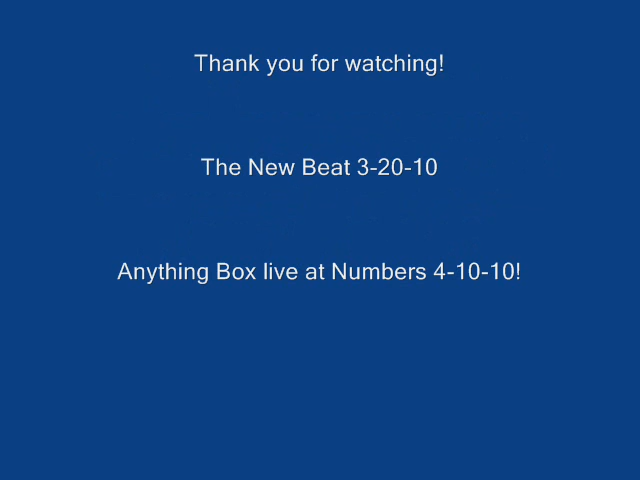 Thank you for watching!
The New Beat 3-20-10
Anything Box live at Numbers 4-10-10!